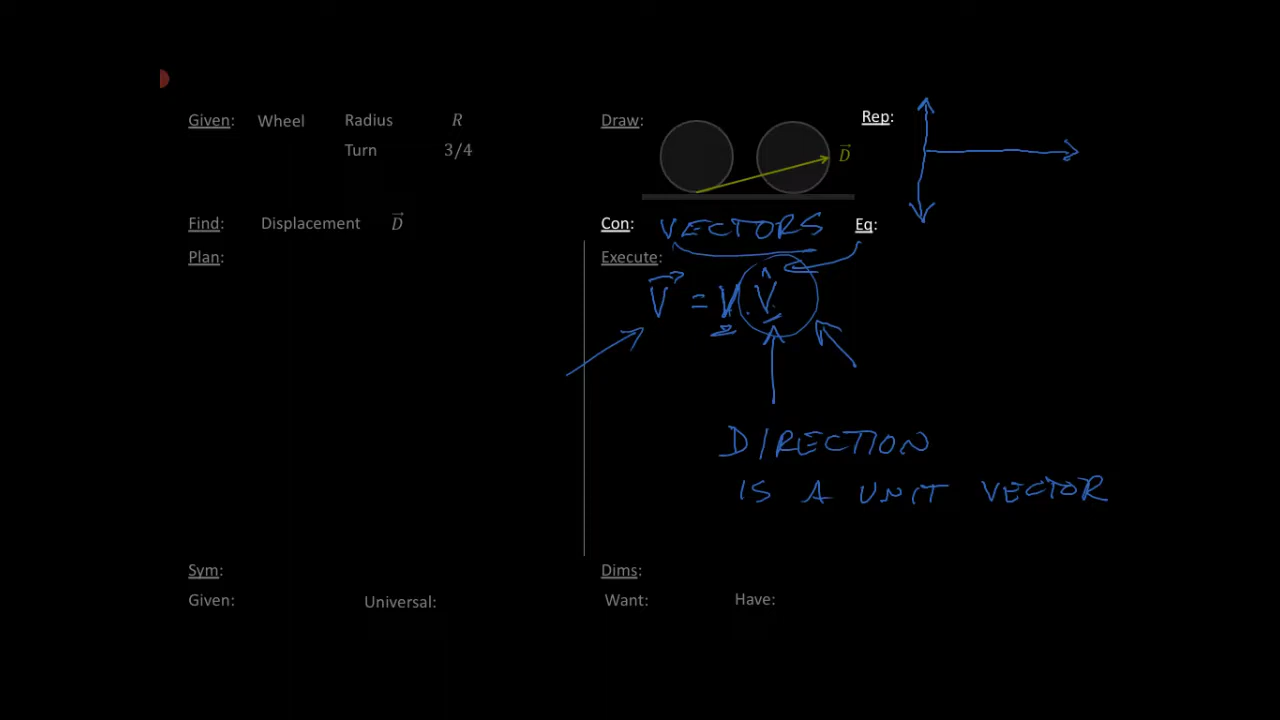 Given: Wheel Radius R
Turn 3/4
Find: Displacement D⃗
Plan:
Draw: D⃗
Rep:
Con: VECTORS
Eq:
Execute:
V⃗ = V V̂
DIRECTION
IS A UNIT VECTOR
Sym:
Given: Universal:
Dims:
Want: Have: